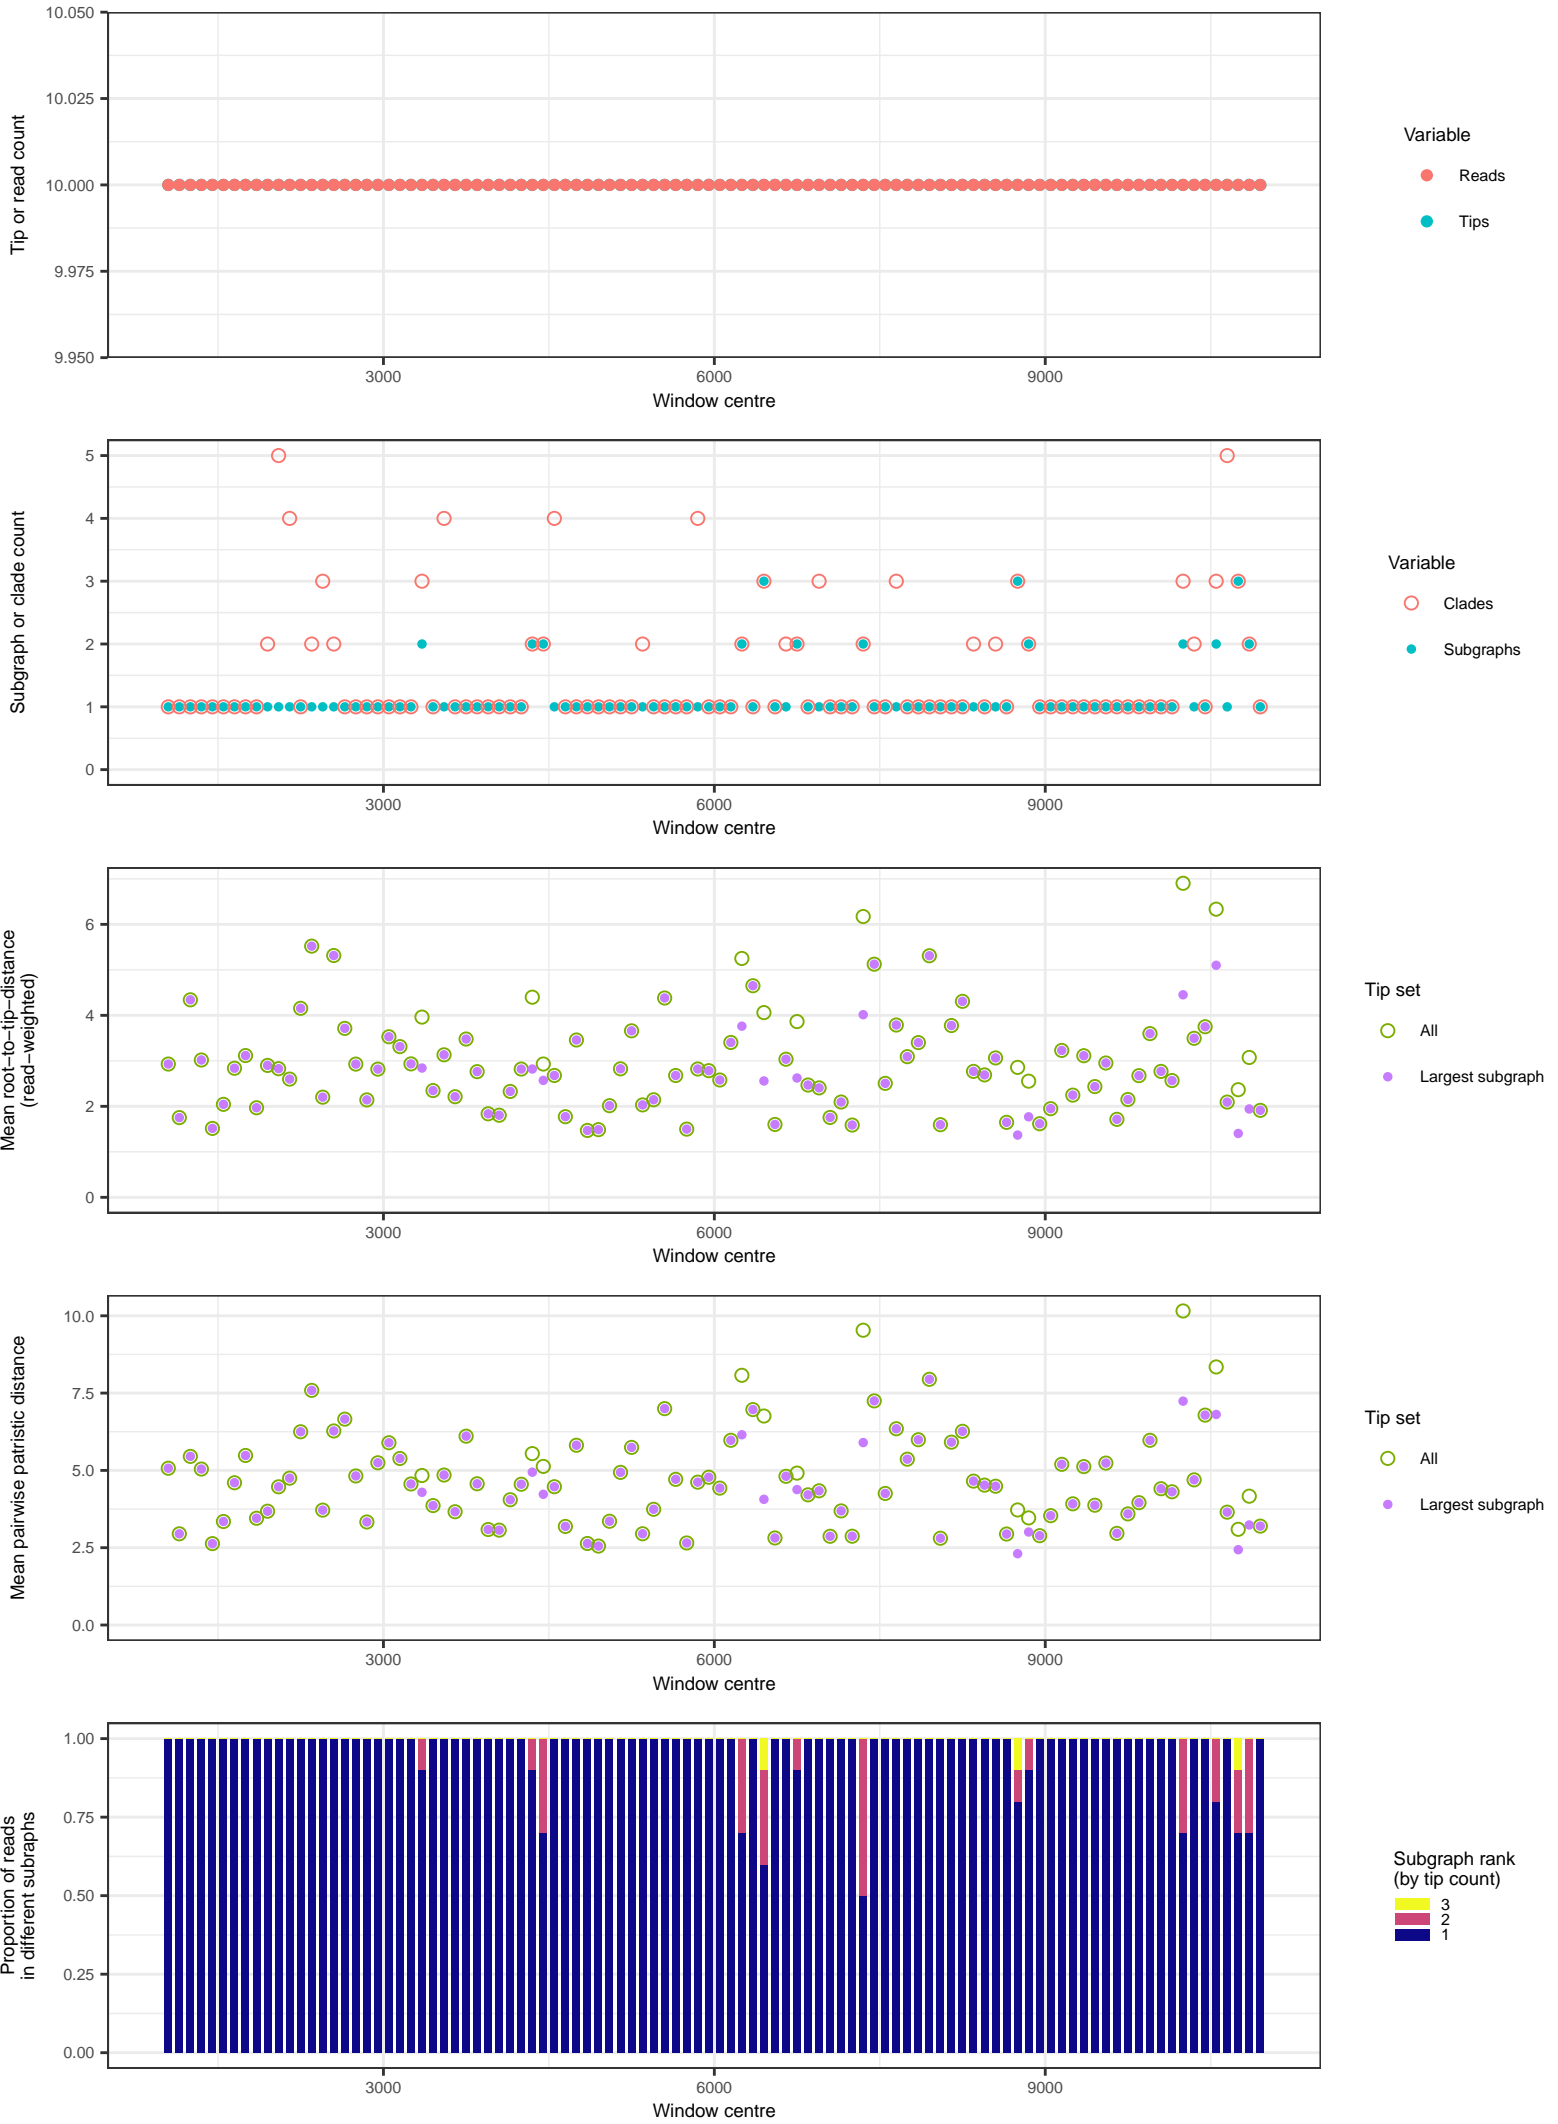 10.050
10.025
10.000
9.975
9.950
Tip or read count
3000
6000
9000
Window centre
Variable
Reads
Tips
5
4
3
2
1
0
Subgraph or clade count
3000
6000
9000
Window centre
Variable
Clades
Subgraphs
6
4
2
0
Mean root−to−tip−distance
(read−weighted)
3000
6000
9000
Window centre
Tip set
All
Largest subgraph
10.0
7.5
5.0
2.5
0.0
Mean pairwise patristic distance
3000
6000
9000
Window centre
Tip set
All
Largest subgraph
1.00
0.75
0.50
0.25
0.00
Proportion of reads
in different subraphs
3000
6000
9000
Window centre
Subgraph rank
(by tip count)
3
2
1